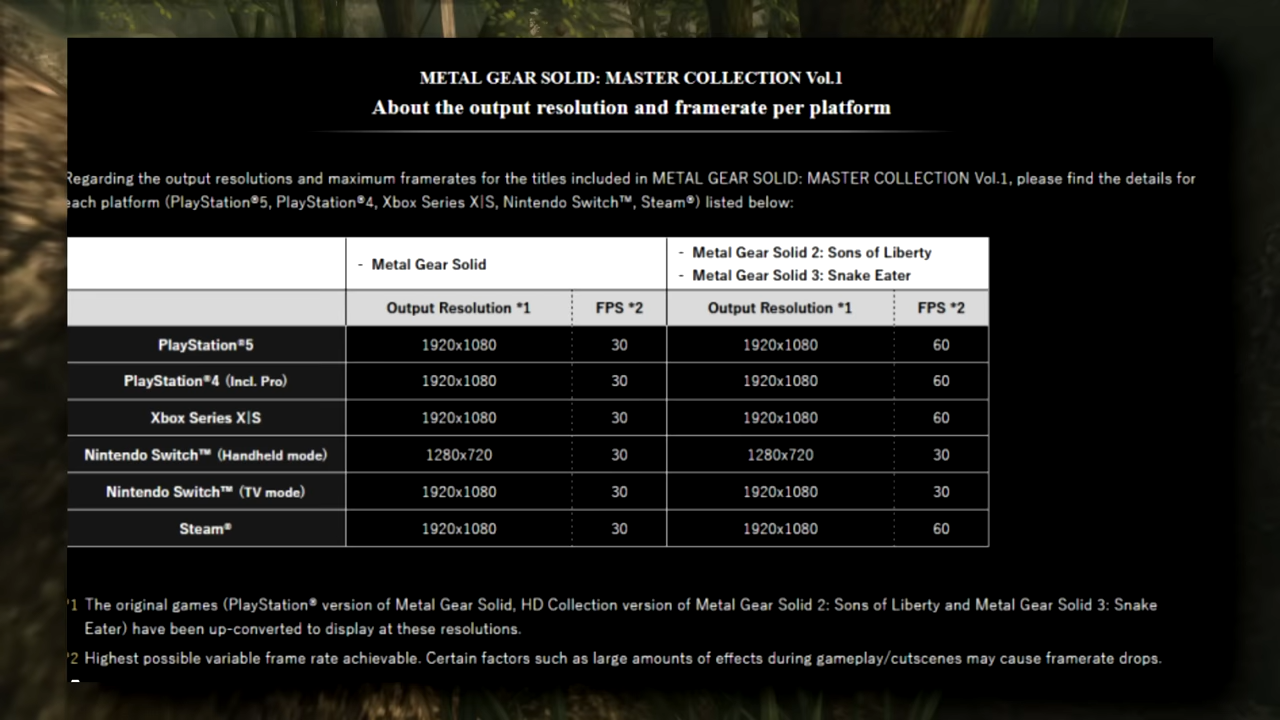 METAL GEAR SOLID: MASTER COLLECTION Vol.1
About the output resolution and framerate per platform
Regarding the output resolutions and maximum framerates for the titles included in METAL GEAR SOLID: MASTER COLLECTION Vol.1, please find the details for
each platform (PlayStation®5, PlayStation®4, Xbox Series X|S, Nintendo Switch™, Steam®) listed below:
- Metal Gear Solid
- Metal Gear Solid 2: Sons of Liberty
- Metal Gear Solid 3: Snake Eater
Output Resolution *1 FPS *2 Output Resolution *1 FPS *2
PlayStation®5 1920x1080 30 1920x1080 60
PlayStation®4 (Incl. Pro) 1920x1080 30 1920x1080 60
Xbox Series X|S 1920x1080 30 1920x1080 60
Nintendo Switch™ (Handheld mode) 1280x720 30 1280x720 30
Nintendo Switch™ (TV mode) 1920x1080 30 1920x1080 30
Steam® 1920x1080 30 1920x1080 60
*1 The original games (PlayStation® version of Metal Gear Solid, HD Collection version of Metal Gear Solid 2: Sons of Liberty and Metal Gear Solid 3: Snake
Eater) have been up-converted to display at these resolutions.
*2 Highest possible variable frame rate achievable. Certain factors such as large amounts of effects during gameplay/cutscenes may cause framerate drops.